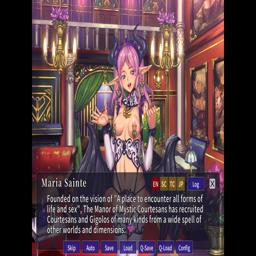 Maria Sainte
EN SC TC JP Log X
Founded on the vision of "A place to encounter all forms of
life and sex", The Manor of Mystic Courtesans has recruited
Courtesans and Gigolos of many kinds from a wide spell of
other worlds and dimensions.
Skip Auto Save Load Q-Save Q-Load Config